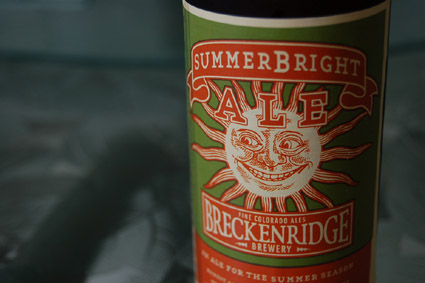 SUMMERBRIGHT
ALE
FINE COLORADO ALES
BRECKENRIDGE
BREWERY
AN ALE FOR THE SUMMER SEASON